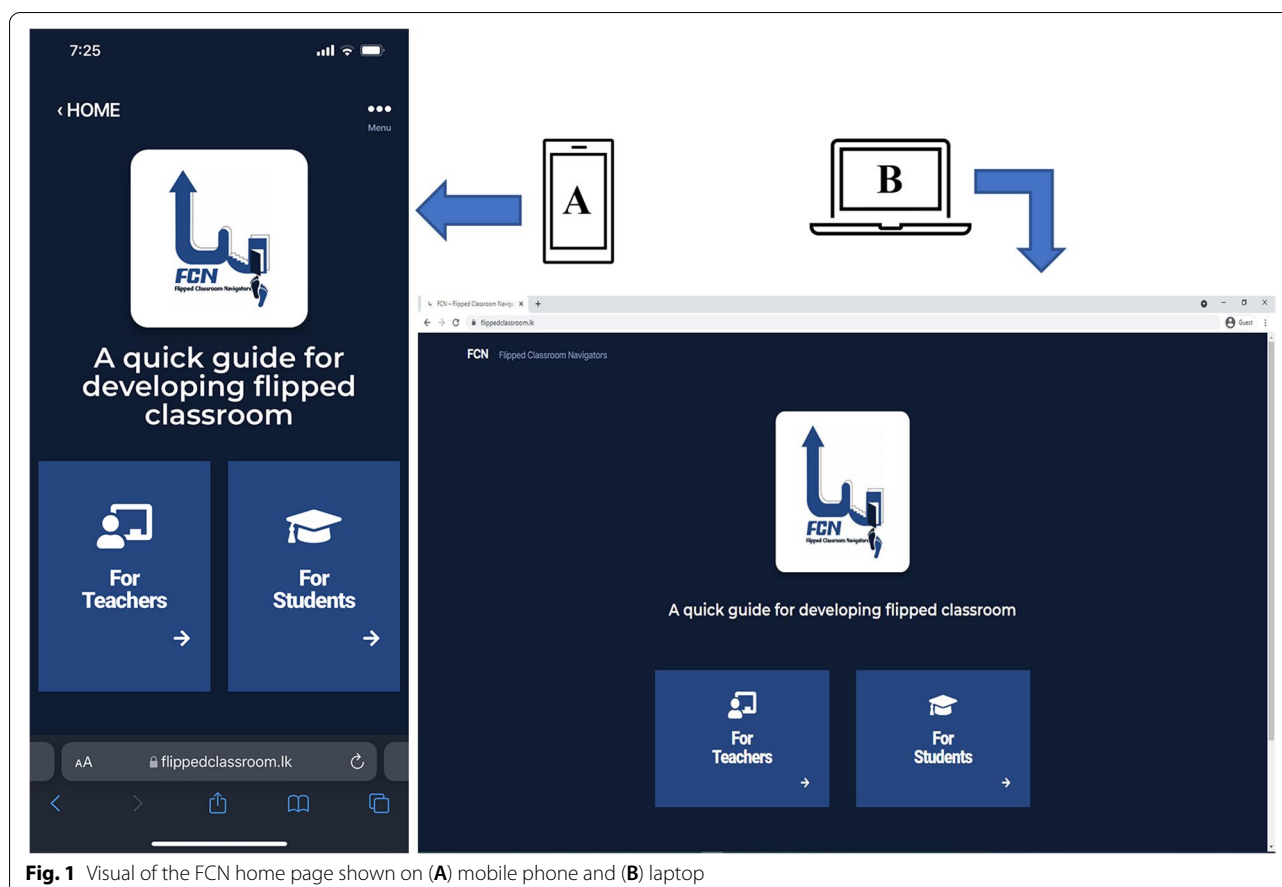 7:25
‹ HOME
Menu
FCN
Flipped Classroom Navigators
A quick guide for
developing flipped
classroom
For
Teachers
For
Students
AA
flippedclassroom.lk
A
B
FCN – Flipped Classroom Naviga
flippedclassroom.lk
Guest
FCN Flipped Classroom Navigators
FCN
Flipped Classroom Navigators
A quick guide for developing flipped classroom
For
Teachers
For
Students
Fig. 1 Visual of the FCN home page shown on (A) mobile phone and (B) laptop